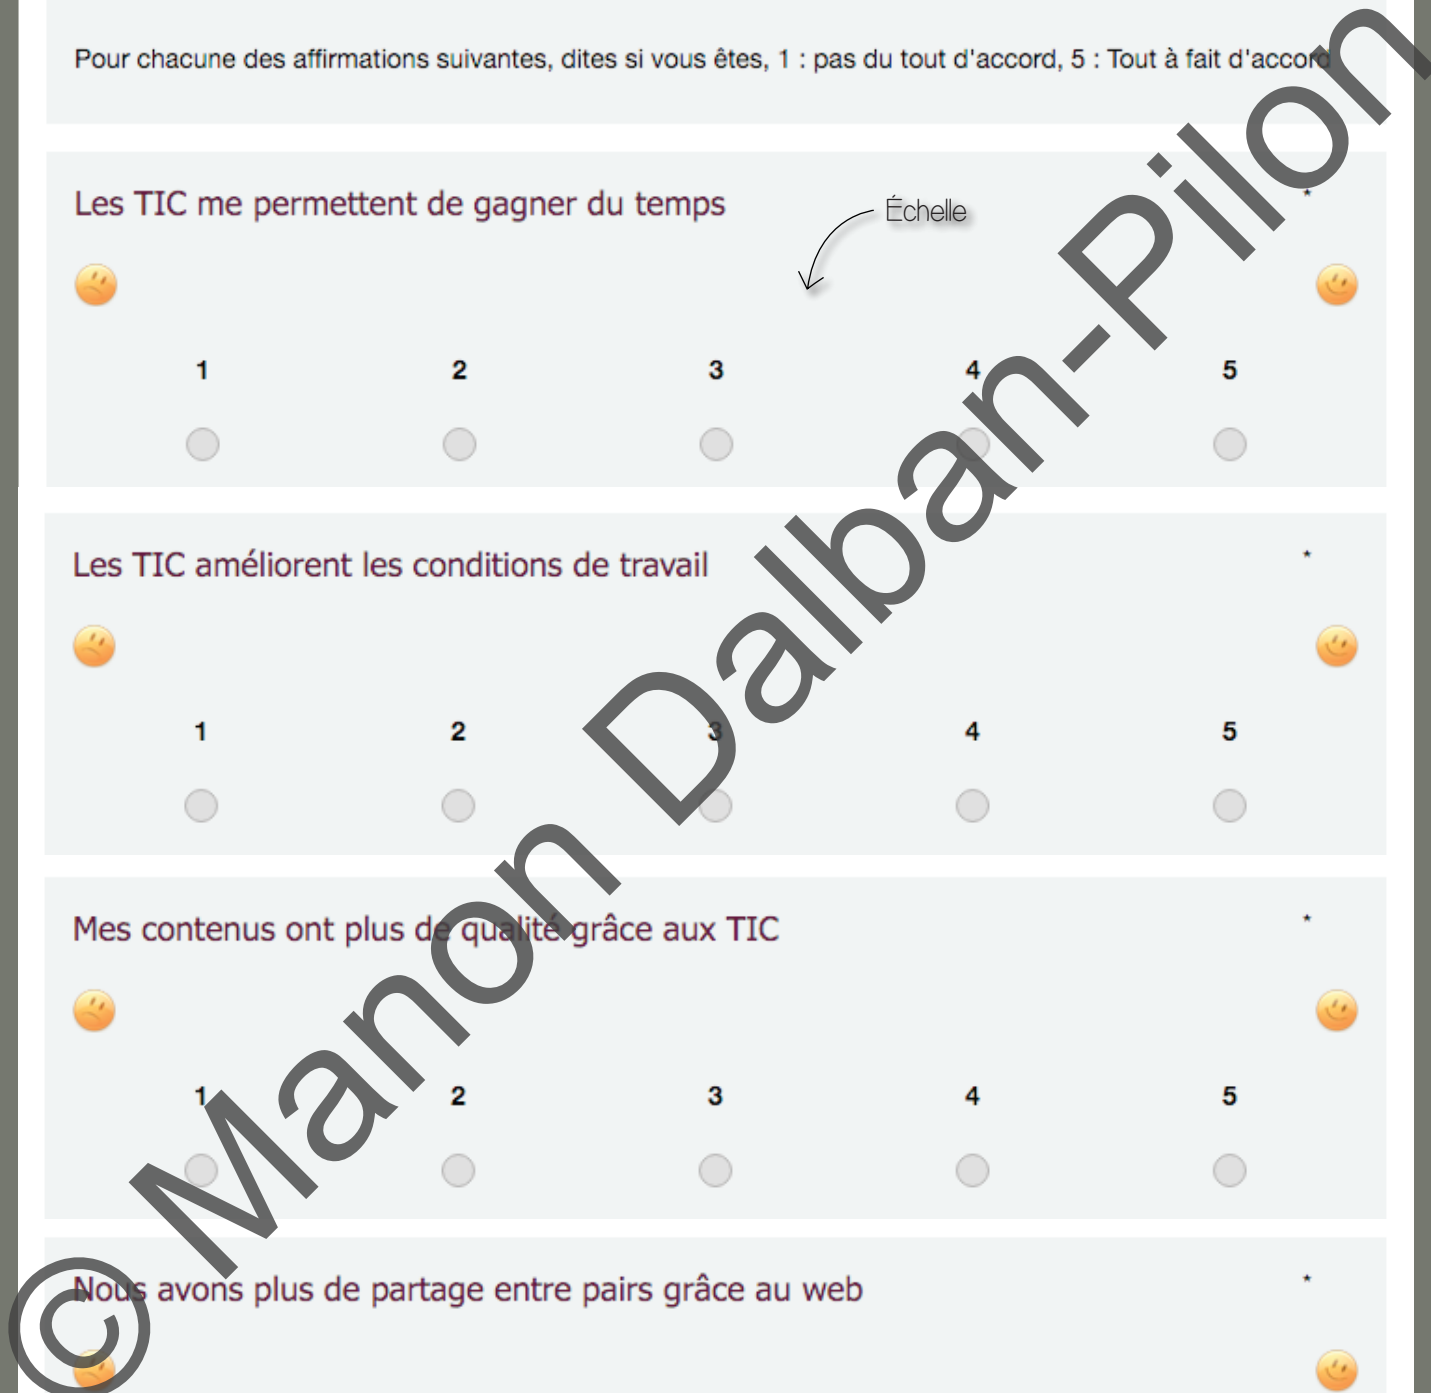 Pour chacune des affirmations suivantes, dites si vous êtes, 1 : pas du tout d'accord, 5 : Tout à fait d'accord
Les TIC me permettent de gagner du temps *
Échelle
1 2 3 4 5
Les TIC améliorent les conditions de travail *
1 2 3 4 5
Mes contenus ont plus de qualité grâce aux TIC *
1 2 3 4 5
Nous avons plus de partage entre pairs grâce au web *
© Manon Dalban-Pilon